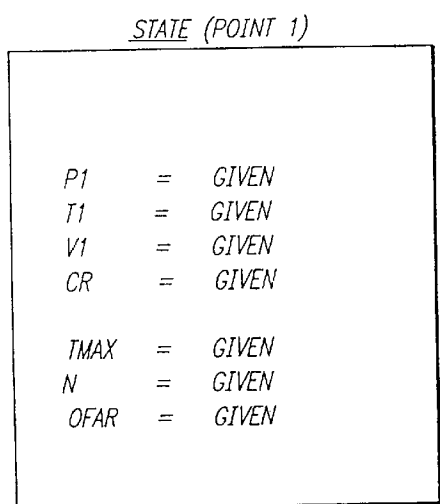 STATE (POINT 1)
P1 = GIVEN
T1 = GIVEN
V1 = GIVEN
CR = GIVEN
TMAX = GIVEN
N = GIVEN
OFAR = GIVEN